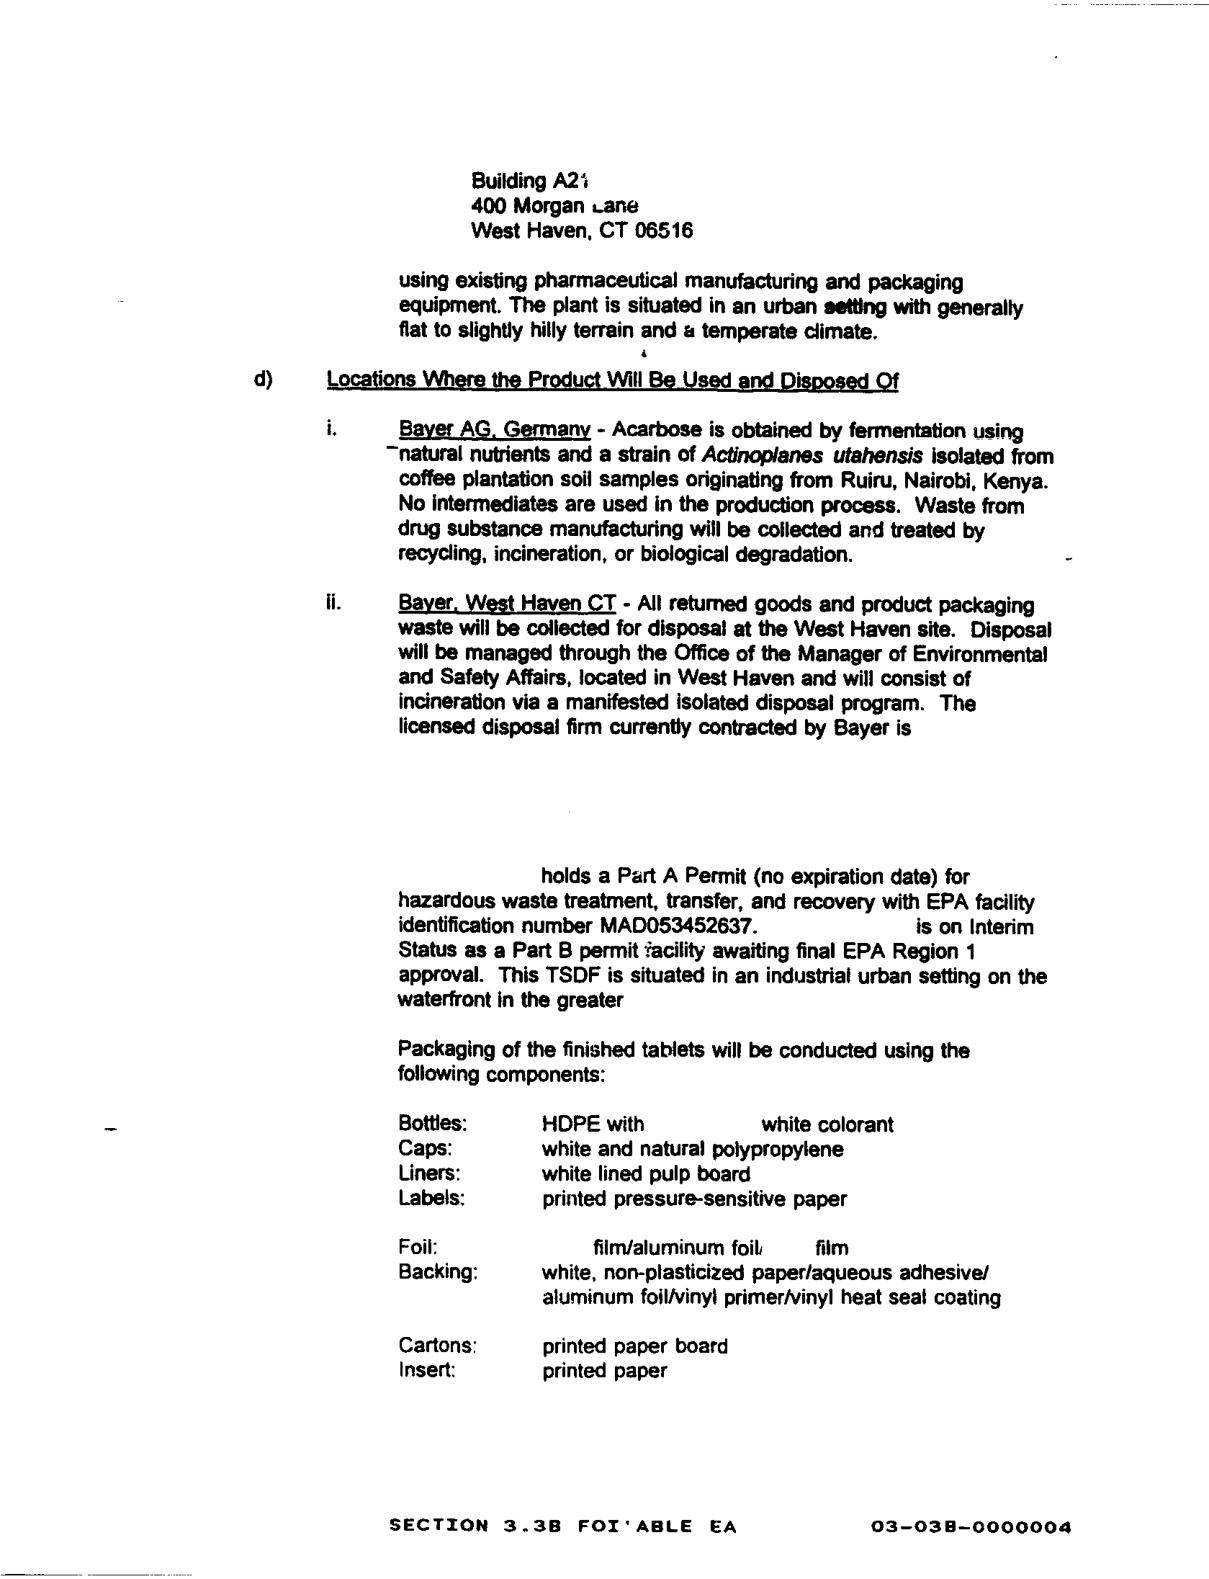 Building A21
400 Morgan Lane
West Haven, CT 06516
using existing pharmaceutical manufacturing and packaging
equipment. The plant is situated in an urban setting with generally
flat to slightly hilly terrain and a temperate climate.
d) Locations Where the Product Will Be Used and Disposed Of
i. Bayer AG, Germany - Acarbose is obtained by fermentation using
natural nutrients and a strain of Actinoplanes utahensis isolated from
coffee plantation soil samples originating from Ruiru, Nairobi, Kenya.
No intermediates are used in the production process. Waste from
drug substance manufacturing will be collected and treated by
recycling, incineration, or biological degradation.
ii. Bayer, West Haven CT - All returned goods and product packaging
waste will be collected for disposal at the West Haven site. Disposal
will be managed through the Office of the Manager of Environmental
and Safety Affairs, located in West Haven and will consist of
incineration via a manifested isolated disposal program. The
licensed disposal firm currently contracted by Bayer is
holds a Part A Permit (no expiration date) for
hazardous waste treatment, transfer, and recovery with EPA facility
identification number MAD053452637. is on Interim
Status as a Part B permit facility awaiting final EPA Region 1
approval. This TSDF is situated in an industrial urban setting on the
waterfront in the greater
Packaging of the finished tablets will be conducted using the
following components:
Bottles: HDPE with white colorant
Caps: white and natural polypropylene
Liners: white lined pulp board
Labels: printed pressure-sensitive paper
Foil: film/aluminum foil/ film
Backing: white, non-plasticized paper/aqueous adhesive/
aluminum foil/vinyl primer/vinyl heat seal coating
Cartons: printed paper board
Insert: printed paper
SECTION 3.3B FOI'ABLE EA 03-03B-0000004